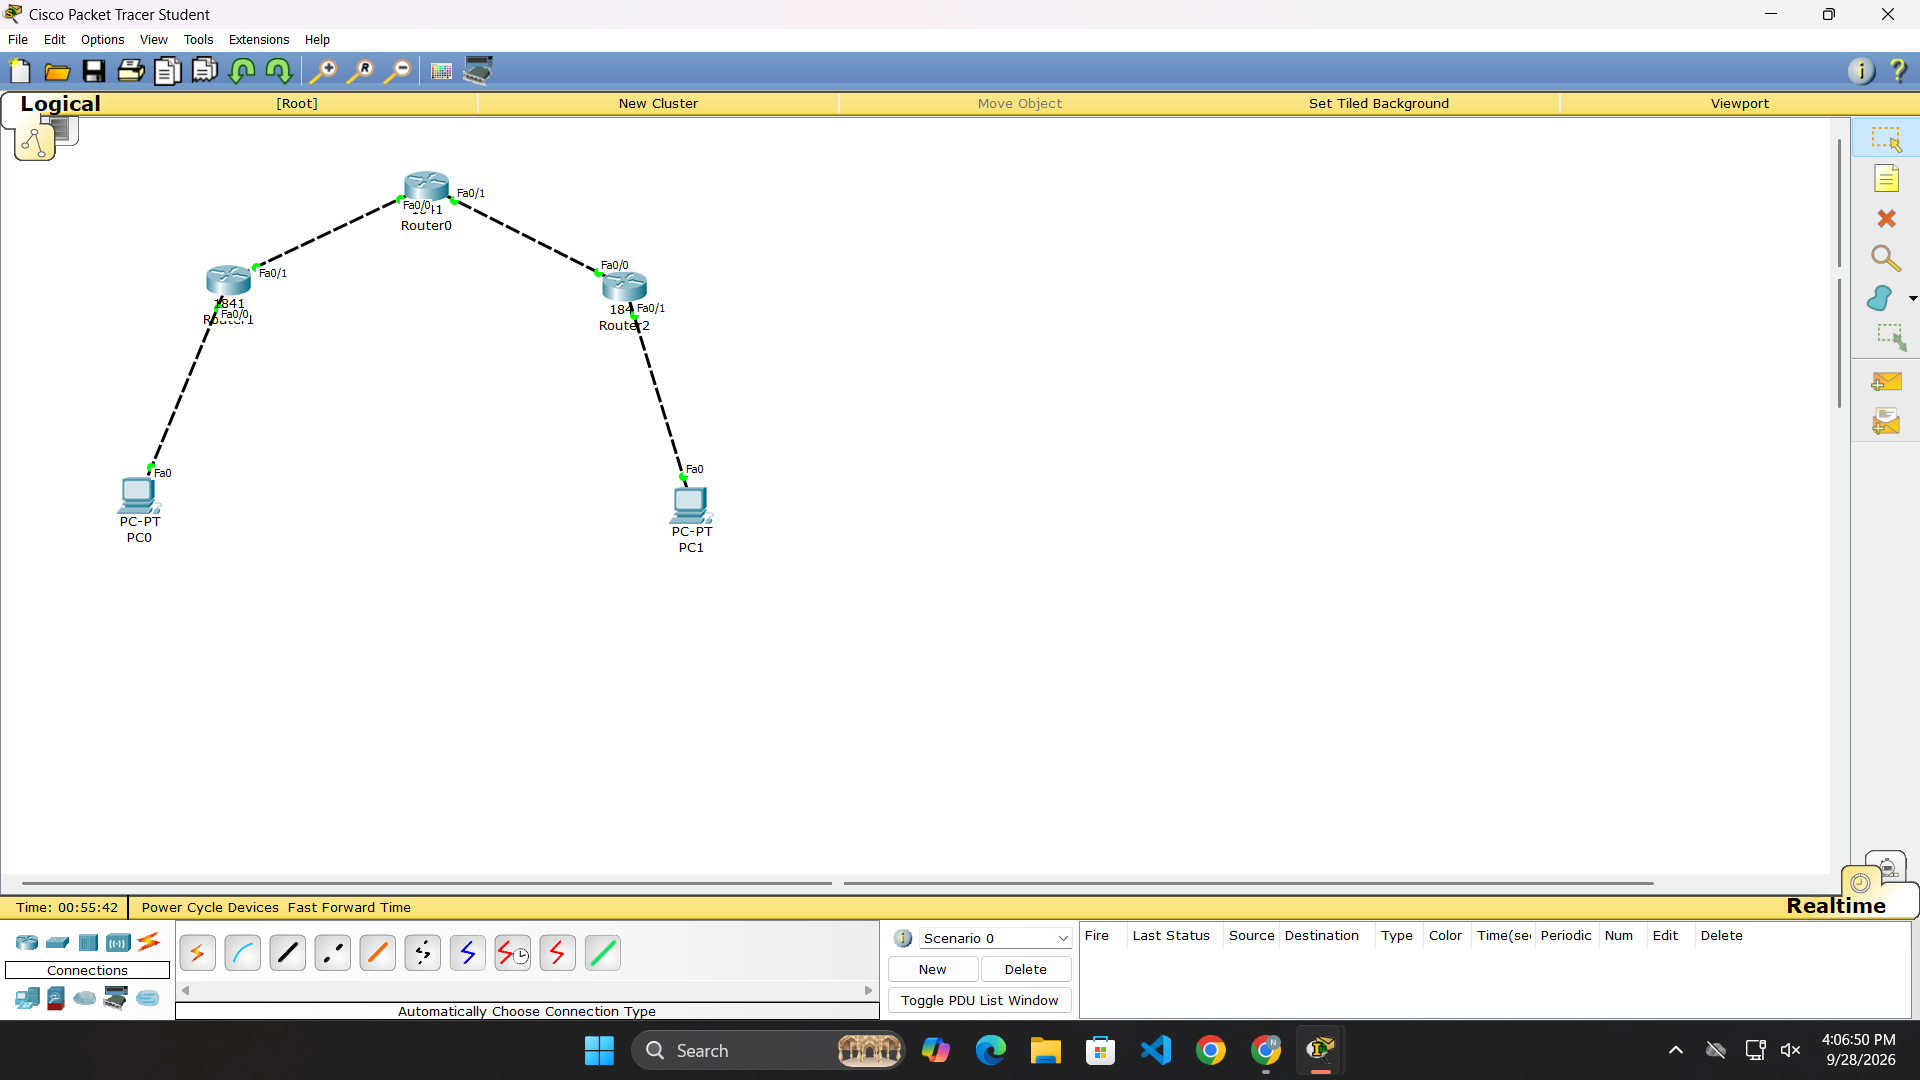 Cisco Packet Tracer Student
File Edit Options View Tools Extensions Help
Logical [Root] New Cluster Move Object Set Tiled Background Viewport
Fa0/1
Fa0/0
Router0
Fa0/1
Fa0/0
1841
Fa0/0
Fa0/1
Router2
Fa0
PC-PT
PC0
Fa0
PC-PT
PC1
Time: 00:55:42 Power Cycle Devices Fast Forward Time
Realtime
Connections
Automatically Choose Connection Type
Scenario 0
New Delete
Toggle PDU List Window
Fire Last Status Source Destination Type Color Time(se Periodic Num Edit Delete
Search
4:06:50 PM
9/28/2026